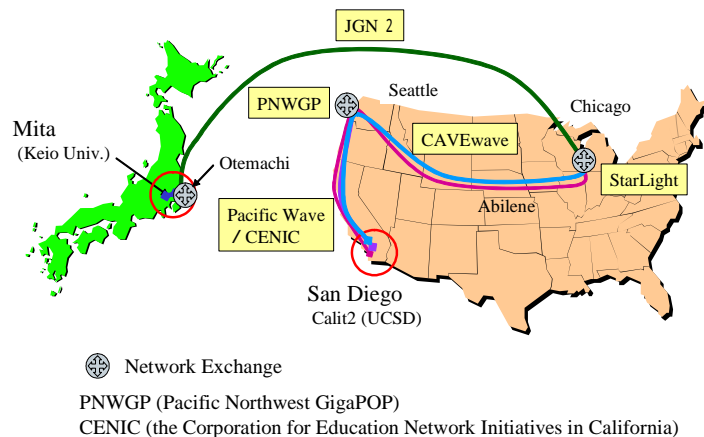 JGN 2
Seattle
PNWGP
Chicago
Mita
(Keio Univ.)
CAVEwave
Otemachi
StarLight
Abilene
Pacific Wave
/ CENIC
San Diego
Calit2 (UCSD)
Network Exchange
PNWGP (Pacific Northwest GigaPOP)
CENIC (the Corporation for Education Network Initiatives in California)